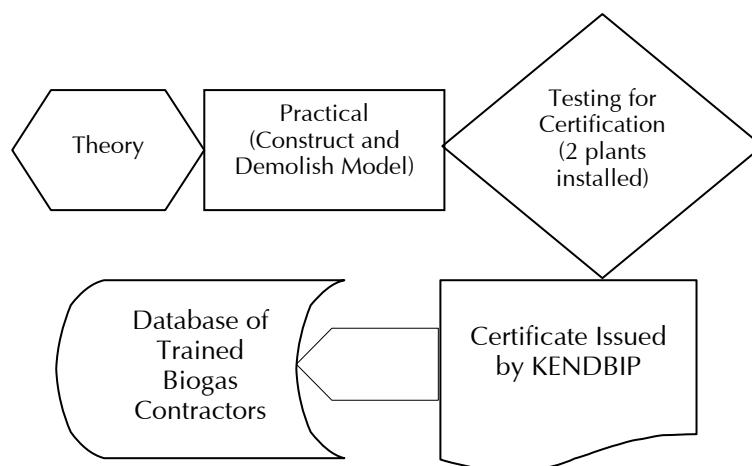 Theory
Practical
(Construct and
Demolish Model)
Testing for
Certification
(2 plants
installed)
Certificate Issued
by KENDBIP
Database of
Trained
Biogas
Contractors